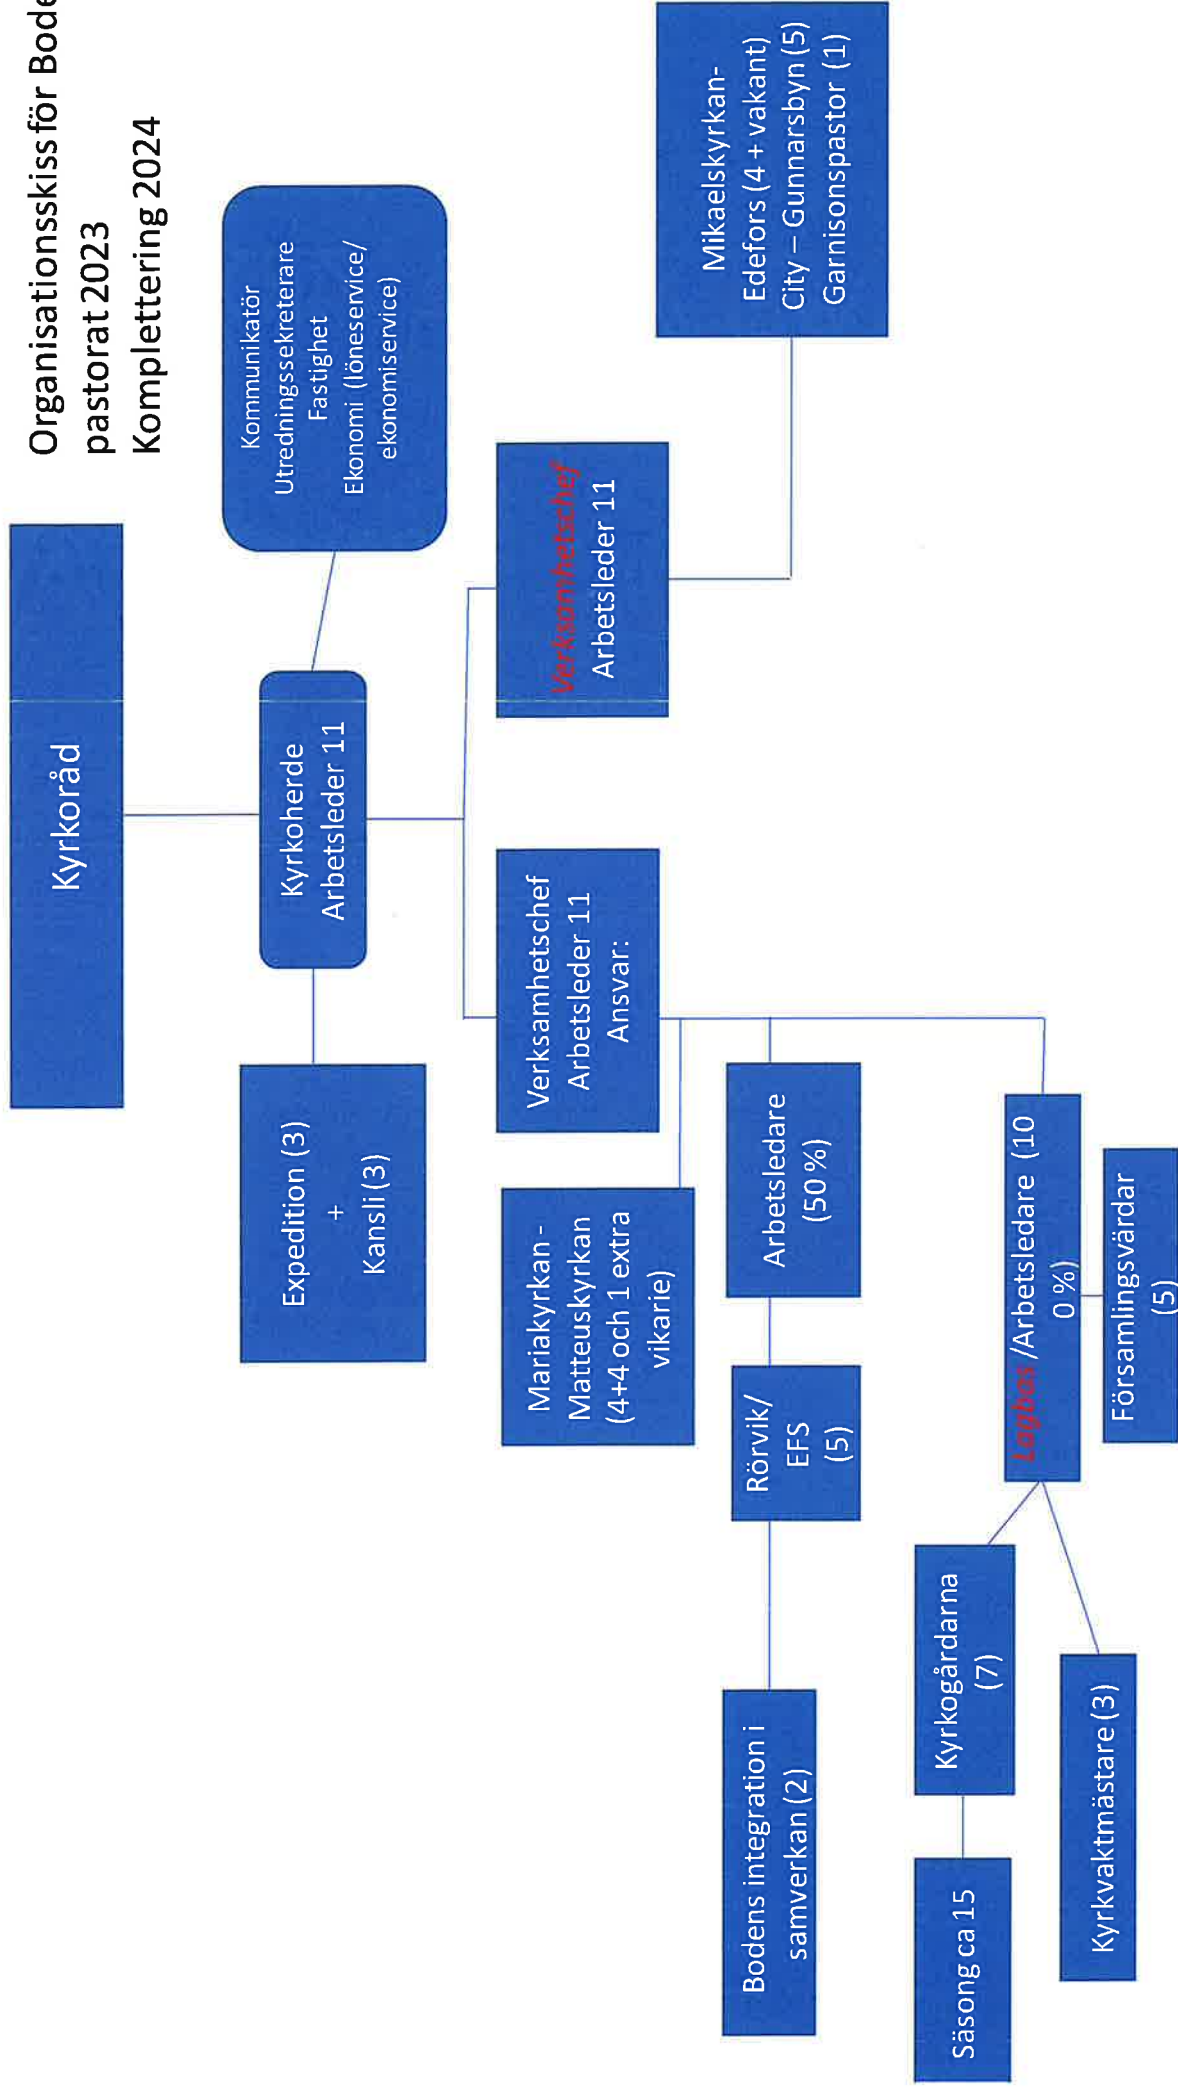 Organisationsskiss för Bode
pastorat 2023
Komplettering 2024
Kyrkoråd
Kyrkoherde
Arbetsleder 11
Kommunikatör
Utredningssekreterare
Fastighet
Ekonomi (löneservice/
ekonomiservice)
Expedition (3)
+
Kansli (3)
Verksamhetschef
Arbetsleder 11
Ansvar:
Verksamhetschef
Arbetsleder 11
Mariakyrkan -
Matteuskyrkan
(4+4 och 1 extra
vikarie)
Mikaelskyrkan-
Edefors (4 + vakant)
City – Gunnarsbyn (5)
Garnisonspastor (1)
Bodens integration i
samverkan (2)
Rörvik/
EFS
(5)
Arbetsledare
(50 %)
Säsong ca 15
Kyrkogårdarna
(7)
Lagbas/Arbetsledare (10
0 %)
Kyrkvaktmästare (3)
Församlingsvärdar
(5)